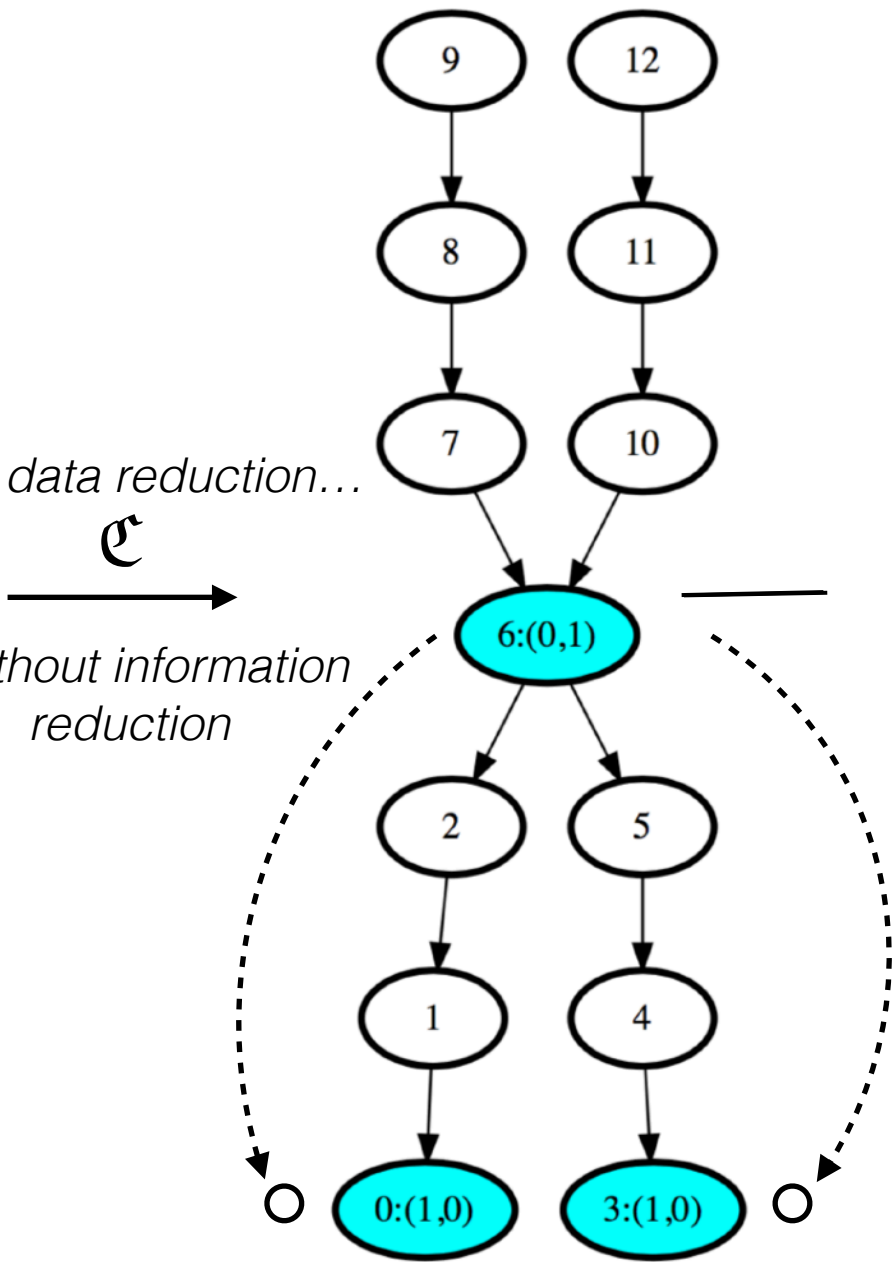 9 12
8 11
7 10
data reduction...
ℭ
6:(0,1)
thout information
reduction
2 5
1 4
0:(1,0) 3:(1,0)